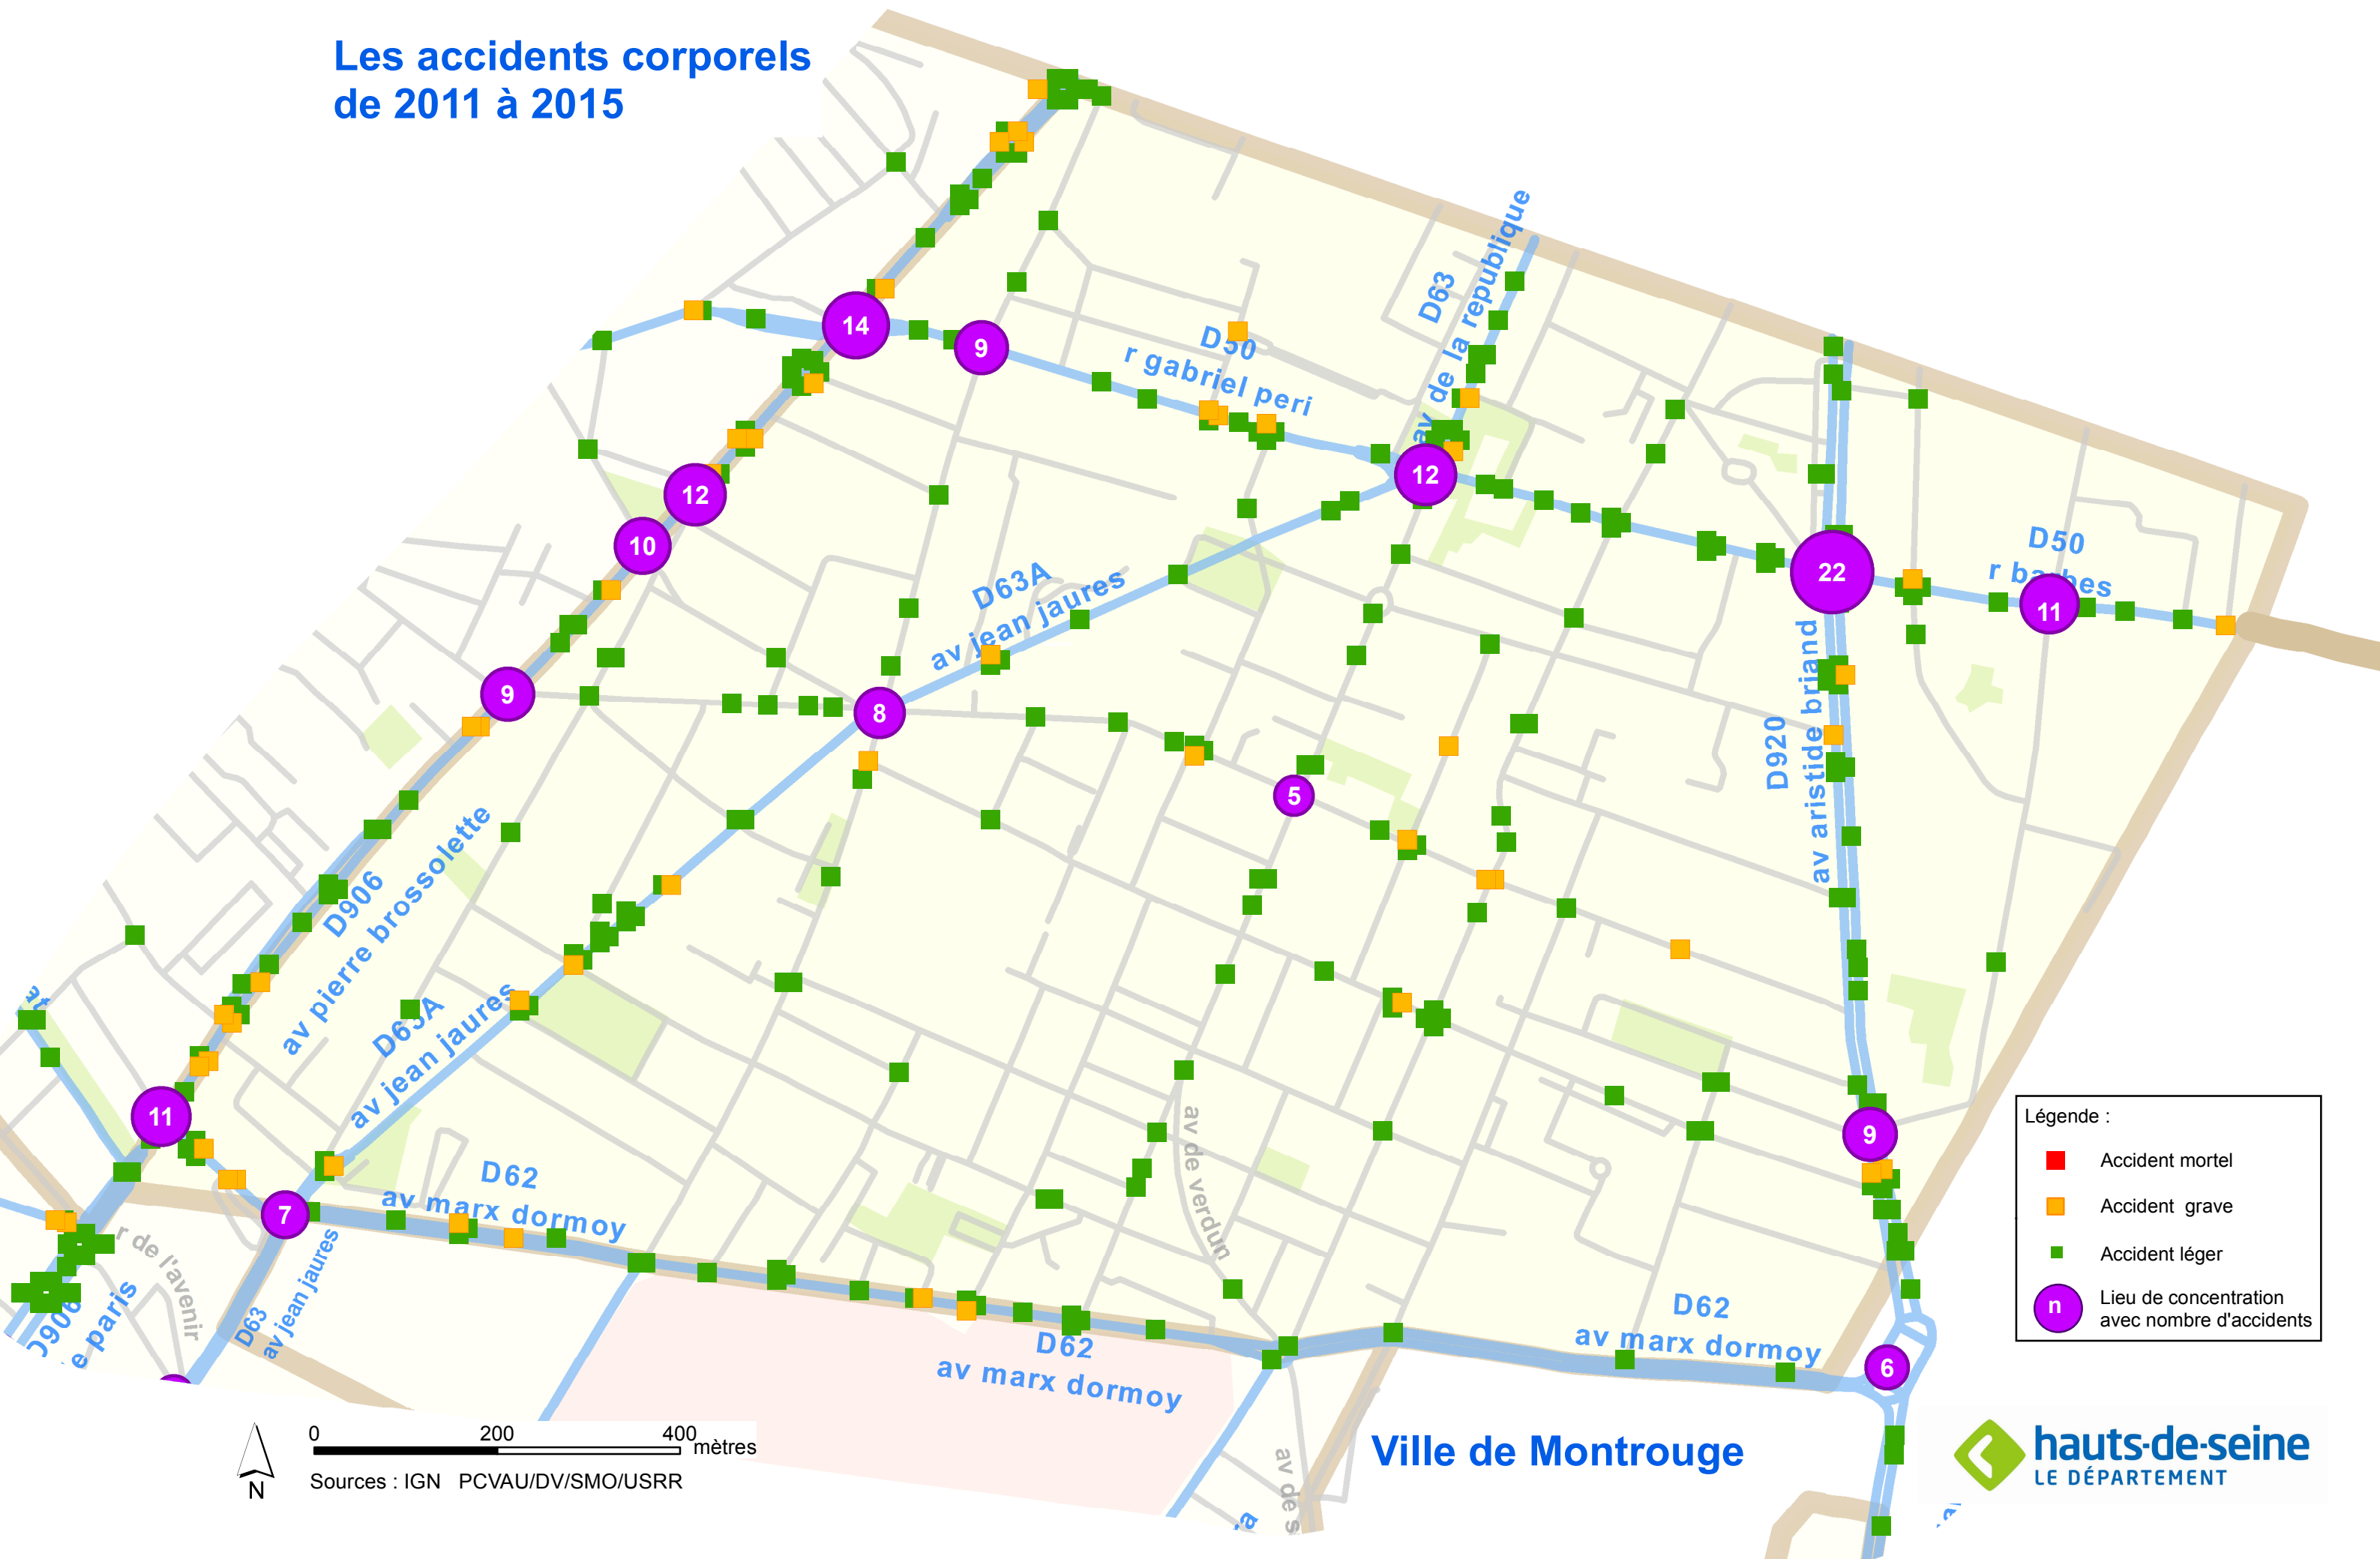 Les accidents corporels
de 2011 à 2015
D63
av de la republique
D50
r gabriel peri
14
9
12
12
10
D50
22
11
D63A
av jean jaures
9
8
D920
av aristide briand
5
D906
av pierre brossolette
D63A
av jean jaures
11
9
7
D62
av marx dormoy
av de verdun
r de l'avenir
D63
av jean jaures
D906
e paris
D62
av marx dormoy
D62
av marx dormoy
6
av de s
Légende :
Accident mortel
Accident grave
Accident léger
n
Lieu de concentration
avec nombre d'accidents
0 200 400 mètres
N
Sources : IGN PCVAU/DV/SMO/USRR
Ville de Montrouge
hauts-de-seine
LE DÉPARTEMENT